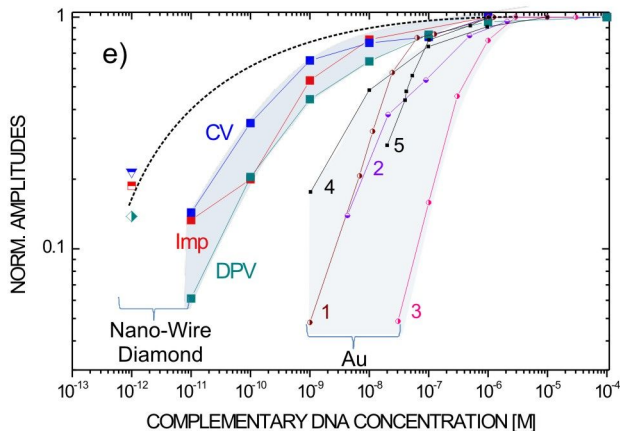 e)
1
0.1
NORM. AMPLITUDES
CV
Imp
DPV
Nano-Wire
Diamond
4
2
5
1
3
Au
10⁻¹³ 10⁻¹² 10⁻¹¹ 10⁻¹⁰ 10⁻⁹ 10⁻⁸ 10⁻⁷ 10⁻⁶ 10⁻⁵ 10⁻⁴
COMPLEMENTARY DNA CONCENTRATION [M]